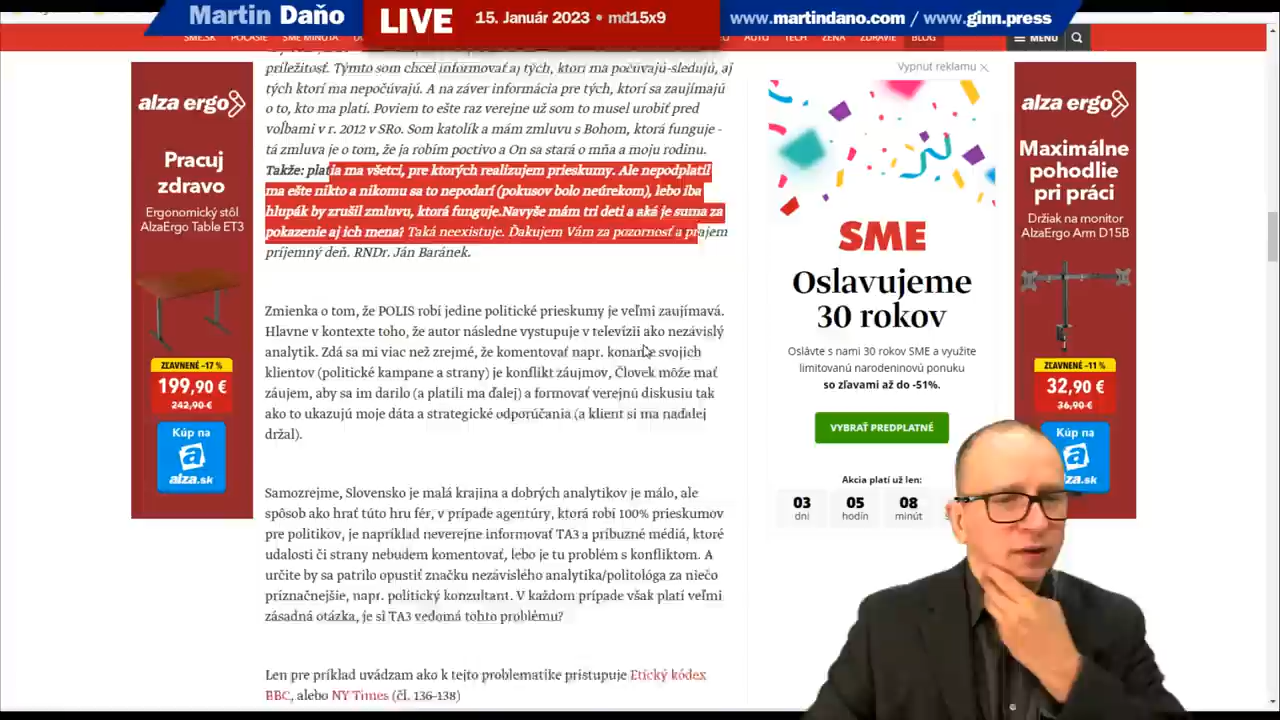 Martin Daňo
LIVE
15. Január 2023 • md15x9
www.martindano.com / www.ginn.press
SME.SK POČASIE SME MINÚTA
AUTO TECH ŽENA ZDRAVIE BLOG
MENU
príležitosť. Týmto som chcel informovať aj tých, ktorí ma počúvajú-sledujú, aj
tých ktorí ma nepočúvajú. A na záver informácia pre tých, ktorí sa zaujímajú
o to, kto ma platí. Poviem to ešte raz verejne už som to musel urobiť pred
voľbami v r. 2012 v SRo. Som katolík a mám zmluvu s Bohom, ktorá funguje -
tá zmluva je o tom, že ja robím poctivo a On sa stará o mňa a moju rodinu.
Takže: platia ma všetci, pre ktorých realizujem prieskumy. Ale nepodplatil
ma ešte nikto a nikomu sa to nepodarí (pokusov bolo neúrekom), lebo iba
hlupák by zrušil zmluvu, ktorá funguje.Navyše mám tri deti a aká je suma za
pokazenie aj ich mena? Taká neexistuje. Ďakujem Vám za pozornosť a prajem
príjemný deň. RNDr. Ján Baránek.
Zmienka o tom, že POLIS robí jedine politické prieskumy je veľmi zaujímavá.
Hlavne v kontexte toho, že autor následne vystupuje v televízii ako nezávislý
analytik. Zdá sa mi viac než zrejmé, že komentovať napr. konanie svojich
klientov (politické kampane a strany) je konflikt záujmov, Človek môže mať
záujem, aby sa im darilo (a platili ma ďalej) a formovať verejnú diskusiu tak
ako to ukazujú moje dáta a strategické odporúčania (a klient si ma naďalej
držal).
Samozrejme, Slovensko je malá krajina a dobrých analytikov je málo, ale
spôsob ako hrať túto hru fér, v prípade agentúry, ktorá robí 100% prieskumov
pre politikov, je napríklad neverejne informovať TA3 a príbuzné médiá, ktoré
udalosti či strany nebudem komentovať, lebo je tu problém s konfliktom. A
určite by sa patrilo opustiť značku nezávislého analytika/politológa za niečo
príznačnejšie, napr. politický konzultant. V každom prípade však platí veľmi
zásadná otázka, je si TA3 vedomá tohto problému?
Len pre príklad uvádzam ako k tejto problematike pristupuje Etický kódex
BBC, alebo NY Times (čl. 136-138)
alza ergo
Pracuj
zdravo
Ergonomický stôl
AlzaErgo Table ET3
ZĽAVNENÉ -17 %
199,90 €
242,90 €
Kúp na
alza.sk
Vypnúť reklamu
SME
Oslavujeme
30 rokov
Oslávte s nami 30 rokov SME a využite
limitovanú narodeninovú ponuku
so zľavami až do -51%.
VYBRAŤ PREDPLATNÉ
Akcia platí už len:
03 05 08
dní hodín minút
alza ergo
Maximálne
pohodlie
pri práci
Držiak na monitor
AlzaErgo Arm D15B
ZĽAVNENÉ -11 %
32,90 €
36,90 €
Kúp na
alza.sk